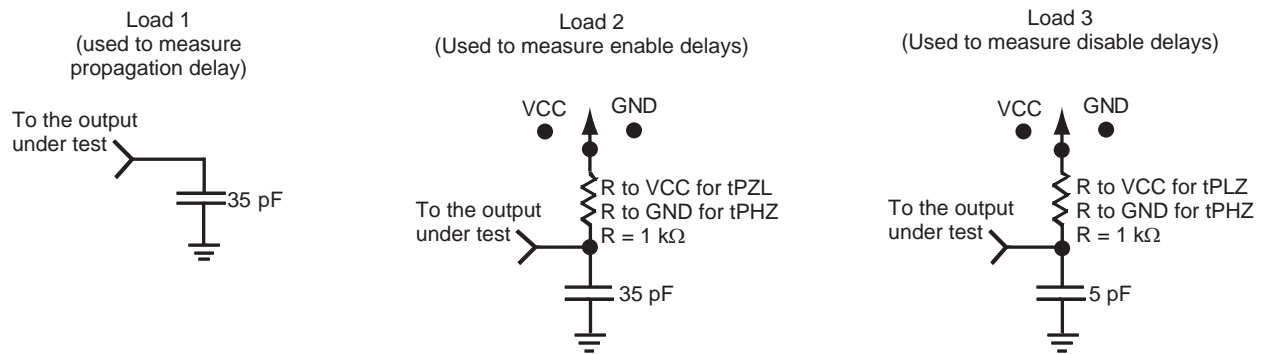 Load 1
(used to measure
propagation delay)
To the output
under test
35 pF
Load 2
(Used to measure enable delays)
VCC
GND
R to VCC for tPZL
R to GND for tPHZ
R = 1 kΩ
To the output
under test
35 pF
Load 3
(Used to measure disable delays)
VCC
GND
R to VCC for tPLZ
R to GND for tPHZ
R = 1 kΩ
To the output
under test
5 pF